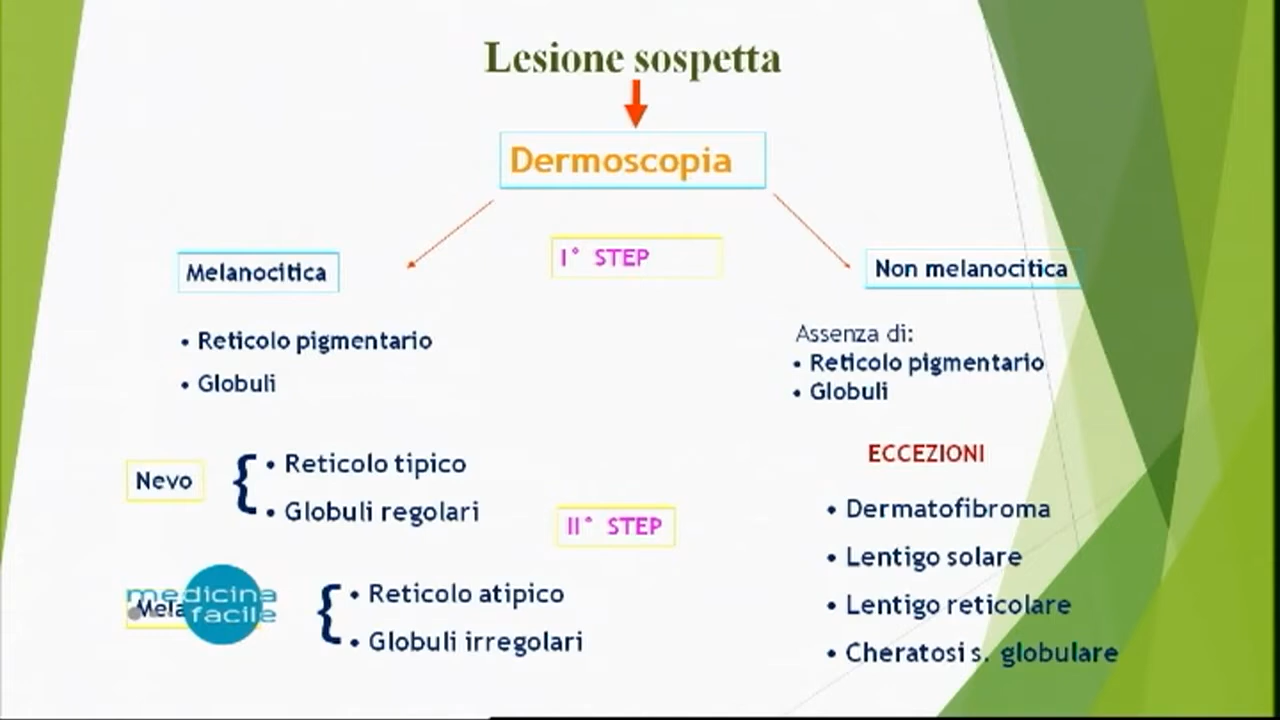 Lesione sospetta
Dermoscopia
I° STEP
Melanocitica
Non melanocitica
• Reticolo pigmentario
• Globuli
Assenza di:
• Reticolo pigmentario
• Globuli
Nevo
{
• Reticolo tipico
• Globuli regolari
II° STEP
{
• Reticolo atipico
• Globuli irregolari
ECCEZIONI
• Dermatofibroma
• Lentigo solare
• Lentigo reticolare
• Cheratosi s. globulare
medicina
facile